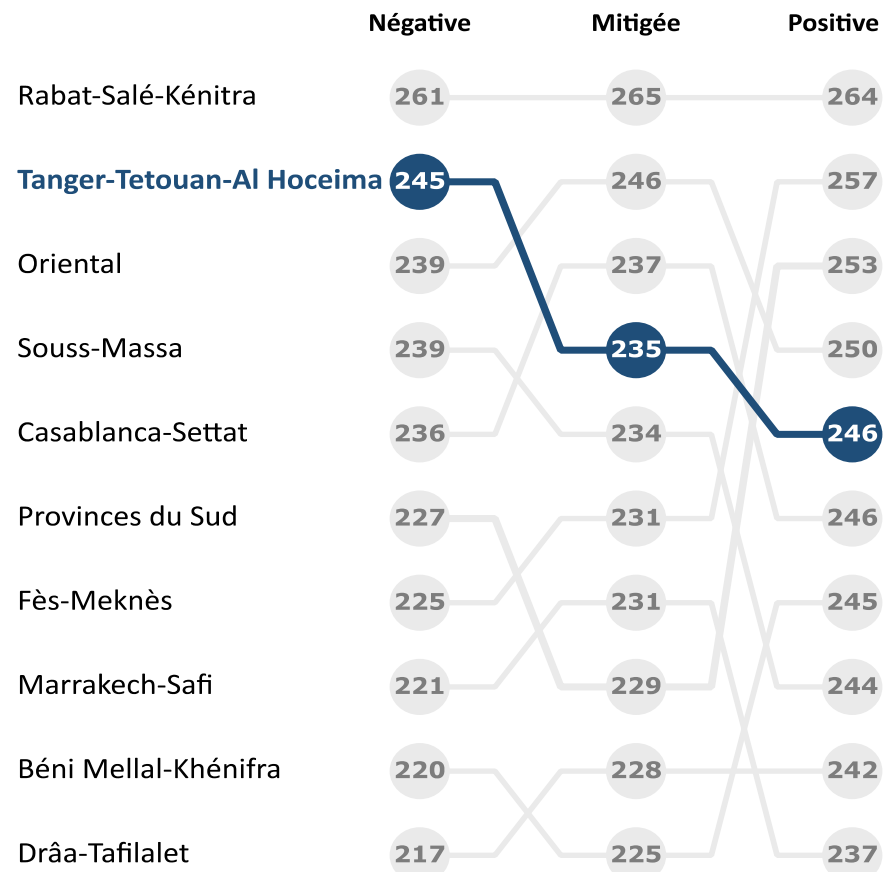 Négative Mitigée Positive
Rabat-Salé-Kénitra 261 265 264
Tanger-Tetouan-Al Hoceima 245 246 257
Oriental 239 237 253
Souss-Massa 239 235 250
Casablanca-Settat 236 234 246
Provinces du Sud 227 231 246
Fès-Meknès 225 231 245
Marrakech-Safi 221 229 244
Béni Mellal-Khénifra 220 228 242
Drâa-Tafilalet 217 225 237